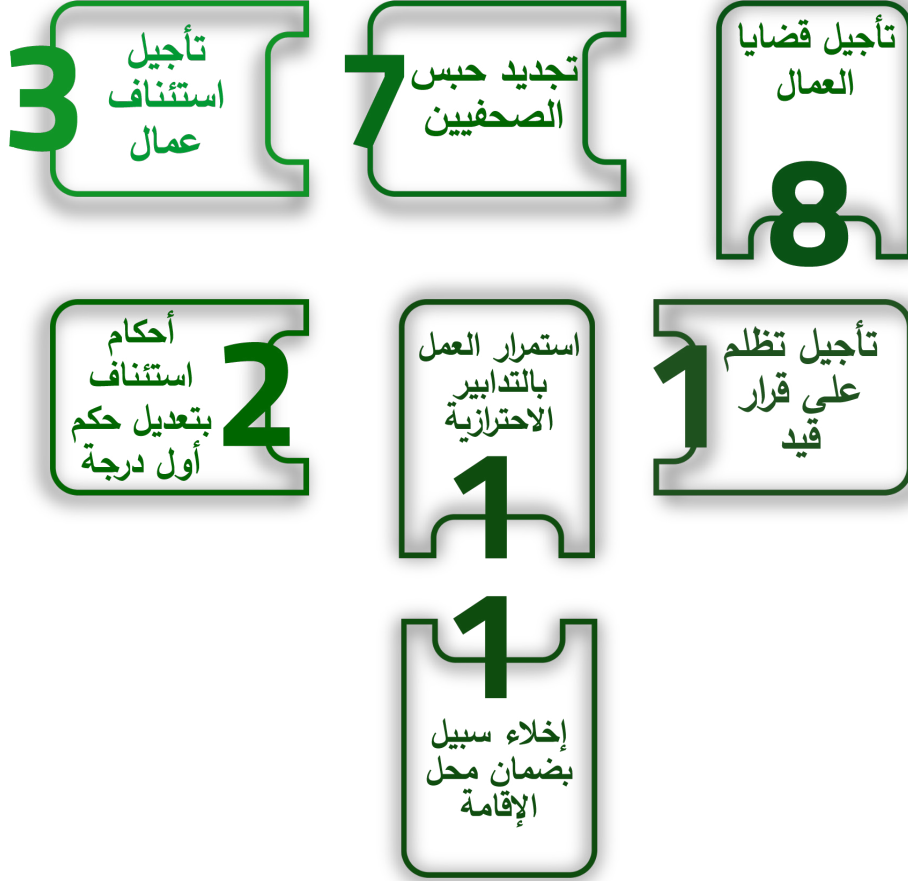 تأجيل قضايا
العمال
8
تجديد حبس
الصحفيين
7
تأجيل
استئناف
عمال
3
تأجيل تظلم
على قرار
قيد
1
استمرار العمل
بالتدابير
الاحترازية
1
أحكام
استئناف
بتعديل حكم
أول درجة
2
1
إخلاء سبيل
بضمان محل
الإقامة